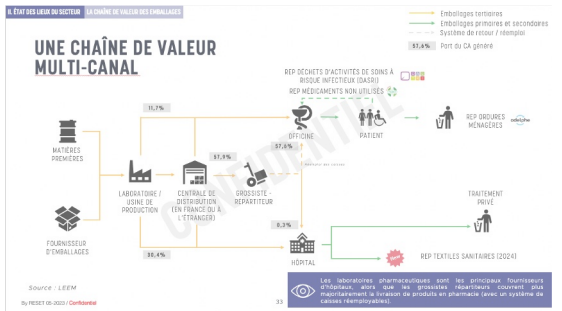 II. ÉTAT DES LIEUX DU SECTEUR LA CHAÎNE DE VALEUR DES EMBALLAGES
Emballages tertiaires
Emballages primaires et secondaires
Système de retour / réemploi
57,6% Part du CA généré
UNE CHAÎNE DE VALEUR
MULTI-CANAL
REP DÉCHETS D'ACTIVITÉS DE SOINS À
RISQUE INFECTIEUX (DASRI)
REP MÉDICAMENTS NON UTILISÉS
11,7%
OFFICINE
PATIENT
REP ORDURES
MÉNAGÈRES
adelphe
MATIÈRES
PREMIÈRES
57,9%
57,6%
LABORATOIRE /
USINE DE
PRODUCTION
CENTRALE DE
DISTRIBUTION
(EN FRANCE OU À
L'ÉTRANGER)
GROSSISTE -
RÉPARTITEUR
TRAITEMENT
PRIVÉ
0,3%
FOURNISSEUR
D'EMBALLAGES
30,4%
HÔPITAL
REP TEXTILES SANITAIRES (2024)
CONFIDENTIEL
Source : LEEM
Les laboratoires pharmaceutiques sont les principaux fournisseurs
d'hôpitaux, alors que les grossistes répartiteurs couvrent plus
majoritairement la livraison de produits en pharmacie (avec un système de
caisses réemployables).
By RESET 05-2023 / Confidentiel
33